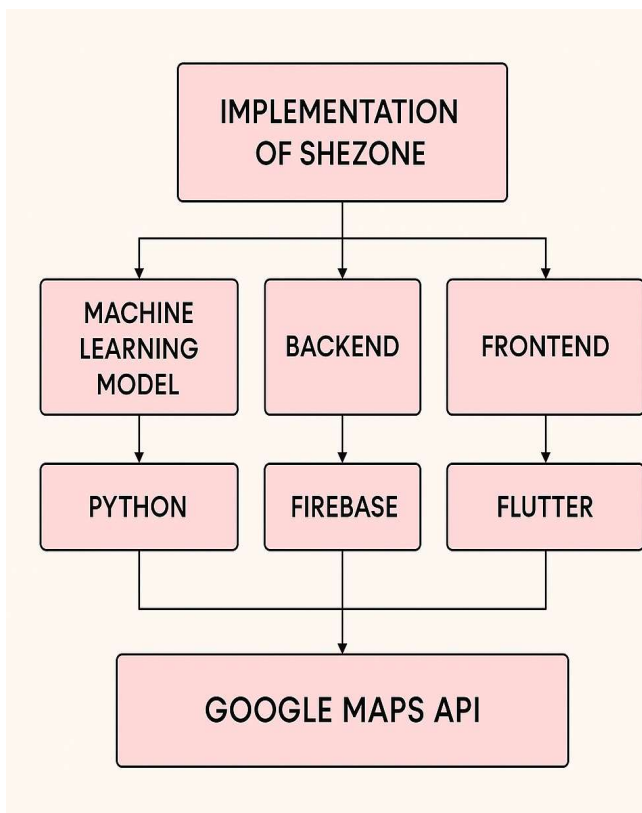 IMPLEMENTATION
OF SHEZONE
MACHINE
LEARNING
MODEL
BACKEND
FRONTEND
PYTHON
FIREBASE
FLUTTER
GOOGLE MAPS API